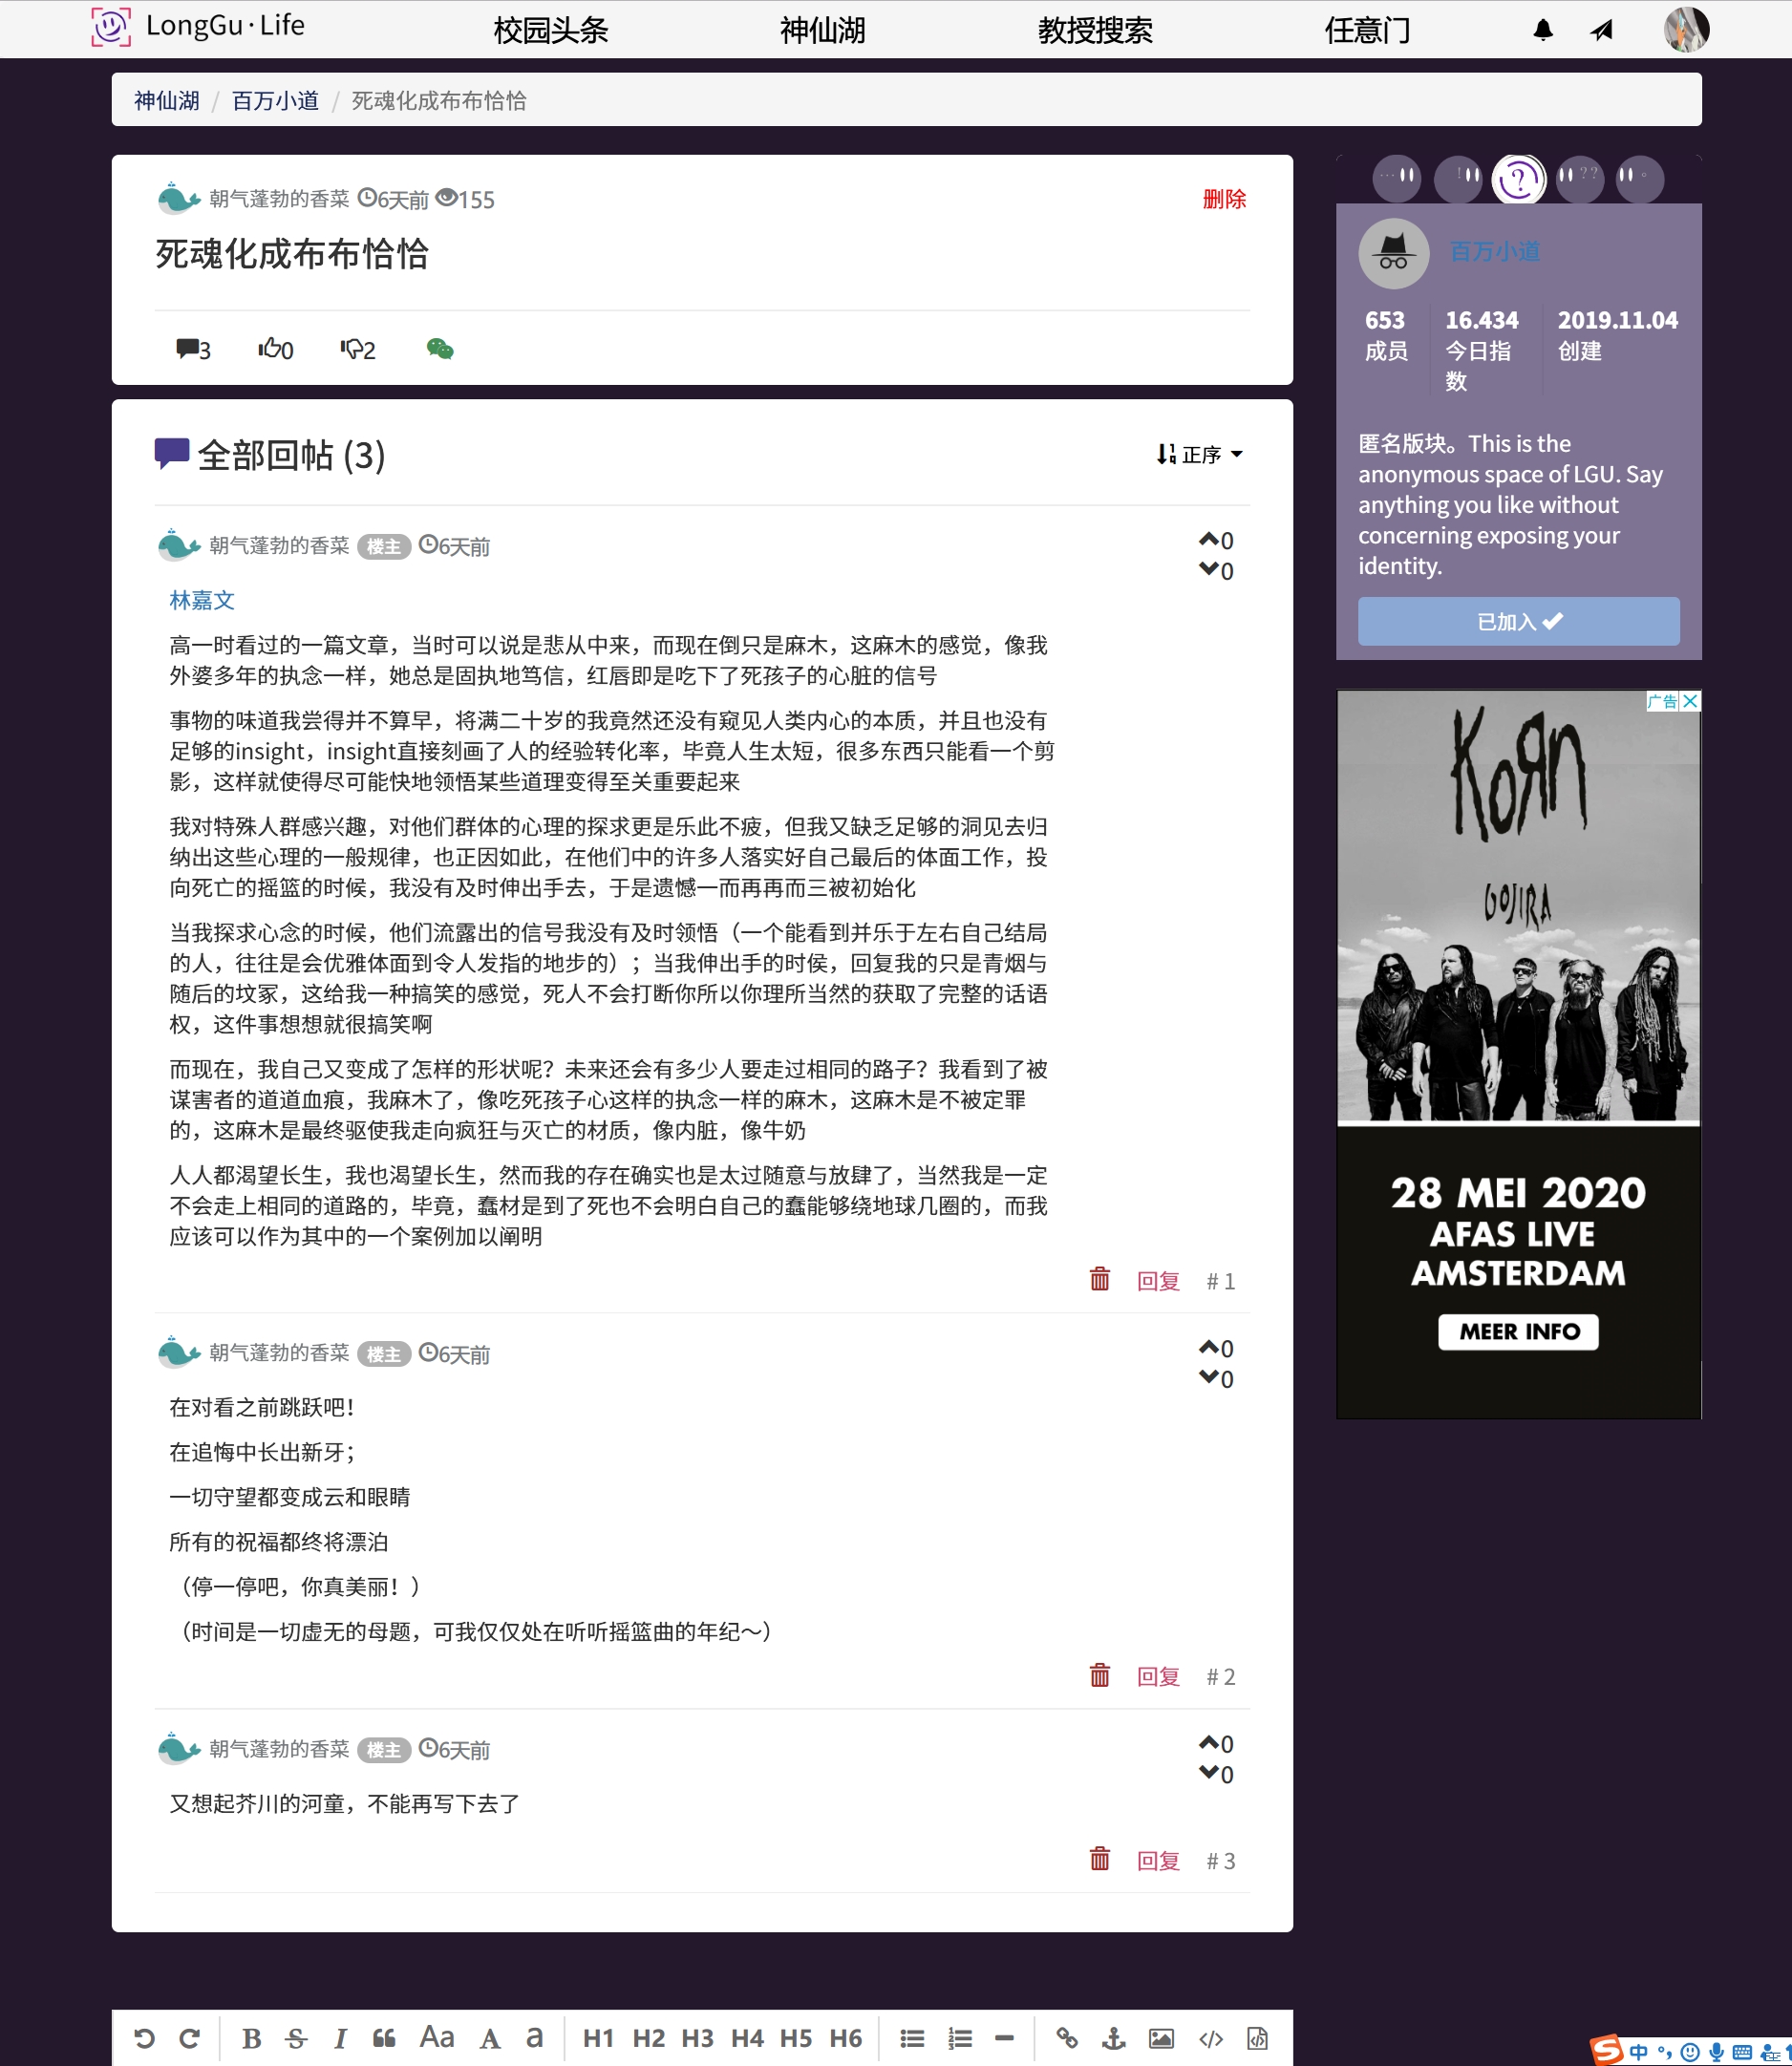 LongGu·Life 校园头条 神仙湖 教授搜索 任意门
神仙湖 / 百万小道 / 死魂化成布布恰恰
朝气蓬勃的香菜 6天前 155 删除
死魂化成布布恰恰
3 0 2
全部回帖 (3) 正序
朝气蓬勃的香菜 楼主 6天前 0
0
林嘉文
高一时看过的一篇文章，当时可以说是悲从中来，而现在倒只是麻木，这麻木的感觉，像我
外婆多年的执念一样，她总是固执地笃信，红唇即是吃下了死孩子的心脏的信号
事物的味道我尝得并不算早，将满二十岁的我竟然还没有窥见人类内心的本质，并且也没有
足够的insight，insight直接刻画了人的经验转化率，毕竟人生太短，很多东西只能看一个剪
影，这样就使得尽可能快地领悟某些道理变得至关重要起来
我对特殊人群感兴趣，对他们群体的心理的探求更是乐此不疲，但我又缺乏足够的洞见去归
纳出这些心理的一般规律，也正因如此，在他们中的许多人落实好自己最后的体面工作，投
向死亡的摇篮的时候，我没有及时伸出手去，于是遗憾一而再再而三被初始化
当我探求心念的时候，他们流露出的信号我没有及时领悟（一个能看到并乐于左右自己结局
的人，往往是会优雅体面到令人发指的地步的）；当我伸出手的时侯，回复我的只是青烟与
随后的坟冢，这给我一种搞笑的感觉，死人不会打断你所以你理所当然的获取了完整的话语
权，这件事想想就很搞笑啊
而现在，我自己又变成了怎样的形状呢？未来还会有多少人要走过相同的路子？我看到了被
谋害者的道道血痕，我麻木了，像吃死孩子心这样的执念一样的麻木，这麻木是不被定罪
的，这麻木是最终驱使我走向疯狂与灭亡的材质，像内脏，像牛奶
人人都渴望长生，我也渴望长生，然而我的存在确实也是太过随意与放肆了，当然我是一定
不会走上相同的道路的，毕竟，蠢材是到了死也不会明白自己的蠢能够绕地球几圈的，而我
应该可以作为其中的一个案例加以阐明
回复 # 1
朝气蓬勃的香菜 楼主 6天前 0
0
在对看之前跳跃吧！
在追悔中长出新牙；
一切守望都变成云和眼睛
所有的祝福都终将漂泊
（停一停吧，你真美丽！）
（时间是一切虚无的母题，可我仅仅处在听听摇篮曲的年纪～）
回复 # 2
朝气蓬勃的香菜 楼主 6天前 0
0
又想起芥川的河童，不能再写下去了
回复 # 3
B S I Aa A a H1 H2 H3 H4 H5 H6
百万小道
653 16.434 2019.11.04
成员 今日指 创建
数
匿名版块。This is the
anonymous space of LGU. Say
anything you like without
concerning exposing your
identity.
已加入
广告
KoЯn
GOJIRA
28 MEI 2020
AFAS LIVE
AMSTERDAM
MEER INFO
S 中